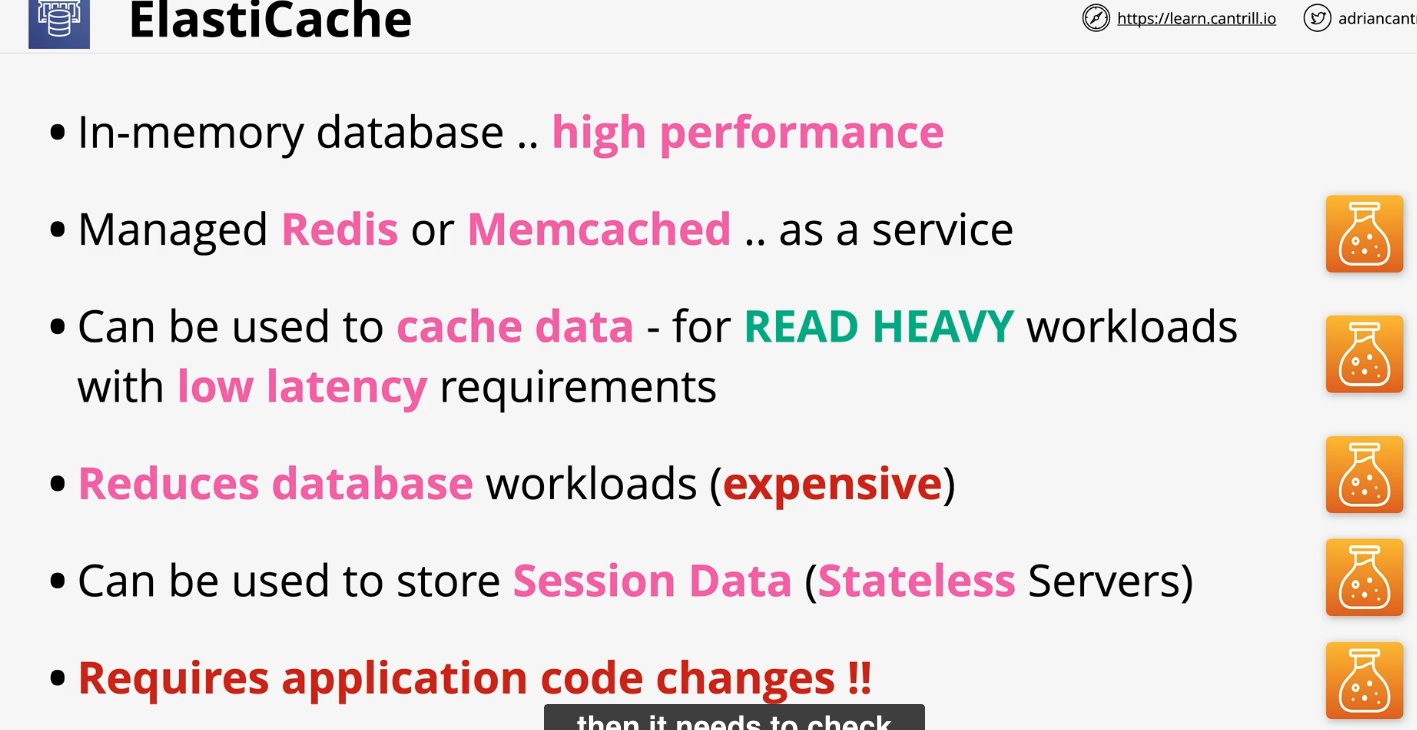 ElastiCache
https://learn.cantrill.io
adriancant
• In-memory database .. high performance
• Managed Redis or Memcached .. as a service
• Can be used to cache data - for READ HEAVY workloads
with low latency requirements
• Reduces database workloads (expensive)
• Can be used to store Session Data (Stateless Servers)
• Requires application code changes !!
then it needs to check